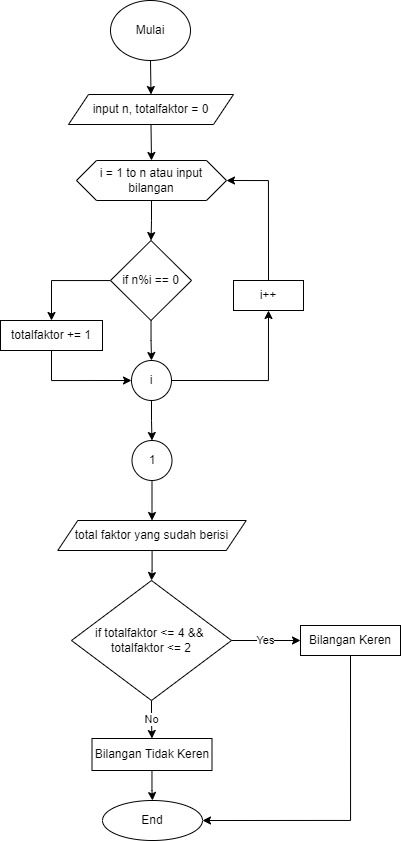 Mulai
input n, totalfaktor = 0
i = 1 to n atau input
bilangan
if n%i == 0
i++
totalfaktor += 1
i
1
total faktor yang sudah berisi
if totalfaktor <= 4 &&
totalfaktor <= 2
Yes
Bilangan Keren
No
Bilangan Tidak Keren
End